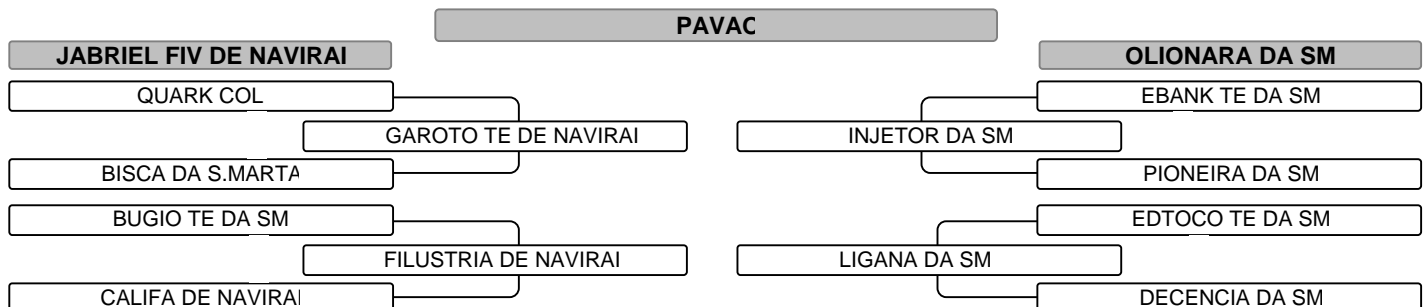 PAVAC
JABRIEL FIV DE NAVIRAI
OLIONARA DA SM
QUARK COL
EBANK TE DA SM
GAROTO TE DE NAVIRAI
INJETOR DA SM
BISCA DA S.MARTA
PIONEIRA DA SM
BUGIO TE DA SM
EDTOCO TE DA SM
FILUSTRIA DE NAVIRAI
LIGANA DA SM
CALIFA DE NAVIRAI
DECENCIA DA SM